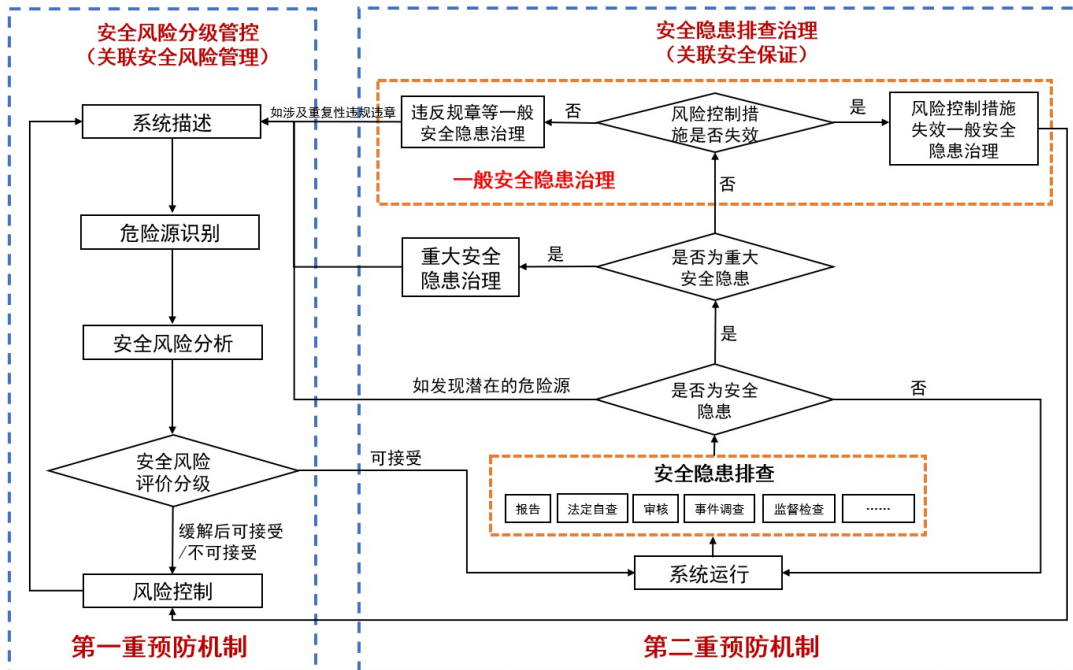 安全风险分级管控
（关联安全风险管理）
系统描述
危险源识别
安全风险分析
安全风险
评价分级
缓解后可接受
/不可接受
风险控制
第一重预防机制
可接受
安全隐患排查治理
（关联安全保证）
如涉及重复性违规违章
违反规章等一般
安全隐患治理
否
风险控制措
施是否失效
是
风险控制措施
失效一般安全
隐患治理
一般安全隐患治理
否
重大安全
隐患治理
是
是否为重大
安全隐患
是
如发现潜在的危险源
是否为安全
隐患
否
安全隐患排查
报告
法定自查
审核
事件调查
监督检查
······
系统运行
第二重预防机制